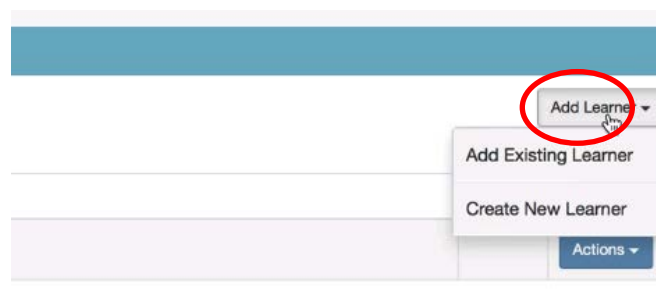 Add Learner
Add Existing Learner
Create New Learner
Actions